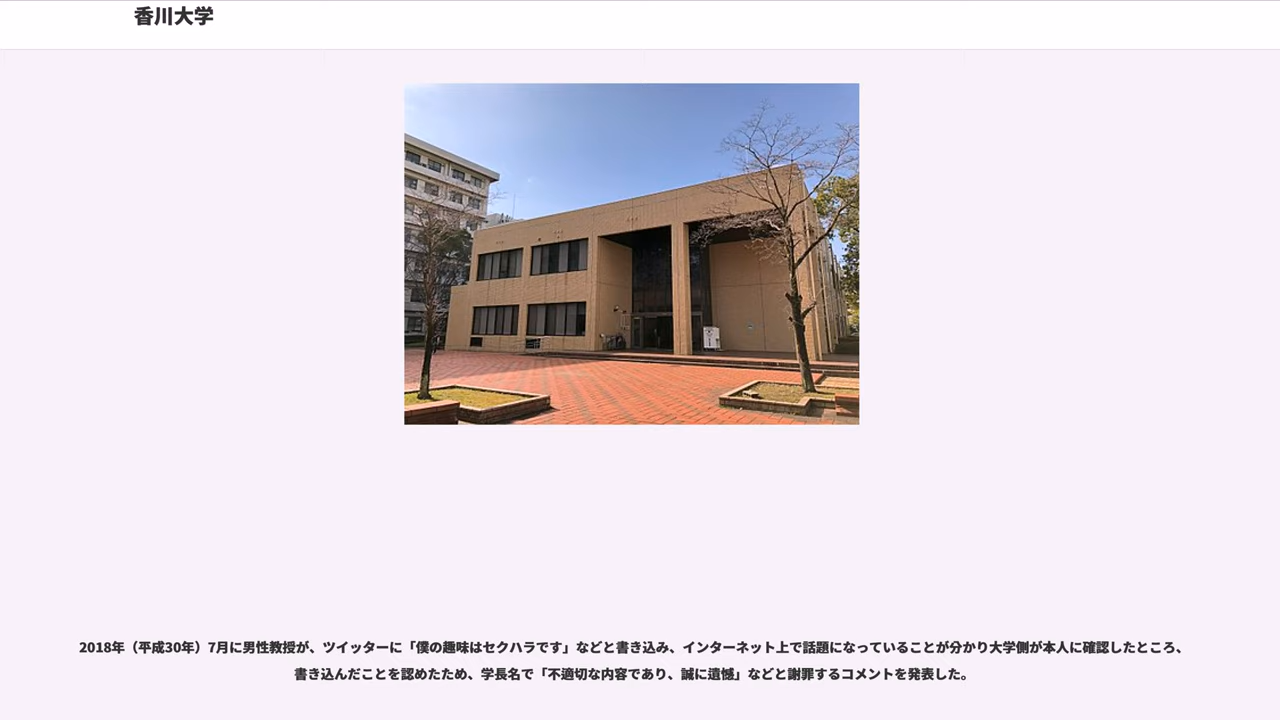 香川大学
2018年（平成30年）7月に男性教授が、ツイッターに「僕の趣味はセクハラです」などと書き込み、インターネット上で話題になっていることが分かり大学側が本人に確認したところ、
書き込んだことを認めたため、学長名で「不適切な内容であり、誠に遺憾」などと謝罪するコメントを発表した。